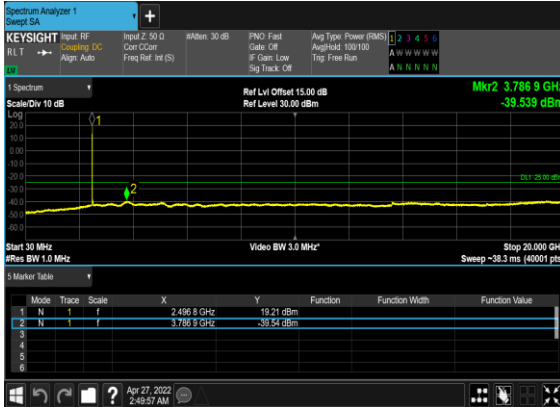 Spectrum Analyzer 1
Swept SA
+
KEYSIGHT
RLT
Input: RF
Coupling: DC
Align: Auto
Input Z: 50 Ω
Corr CCorr
Freq Ref: Int (S)
#Atten: 30 dB
PNO: Fast
Gate: Off
IF Gain: Low
Sig Track: Off
Avg Type: Power (RMS)
Avg|Hold: 100/100
Trig: Free Run
1 2 3 4 5 6
A W W W W W
A N N N N N
1 Spectrum
Scale/Div 10 dB
Ref Lvl Offset 15.00 dB
Ref Level 30.00 dBm
Mkr2 3.786 9 GHz
-39.539 dBm
Log
20.0
10.0
0.00
-10.0
-20.0
-30.0
-40.0
-50.0
-60.0
1
2
DL1 -25.00 dBm
Start 30 MHz
#Res BW 1.0 MHz
Video BW 3.0 MHz*
Stop 20.000 GH
Sweep ~38.3 ms (40001 pts
5 Marker Table
Mode Trace Scale X Y Function Function Width Function Value
1 N 1 f 2.496 8 GHz 19.21 dBm
2 N 1 f 3.786 9 GHz -39.54 dBm
3
4
5
6
?
Apr 27, 2022
2:49:57 AM